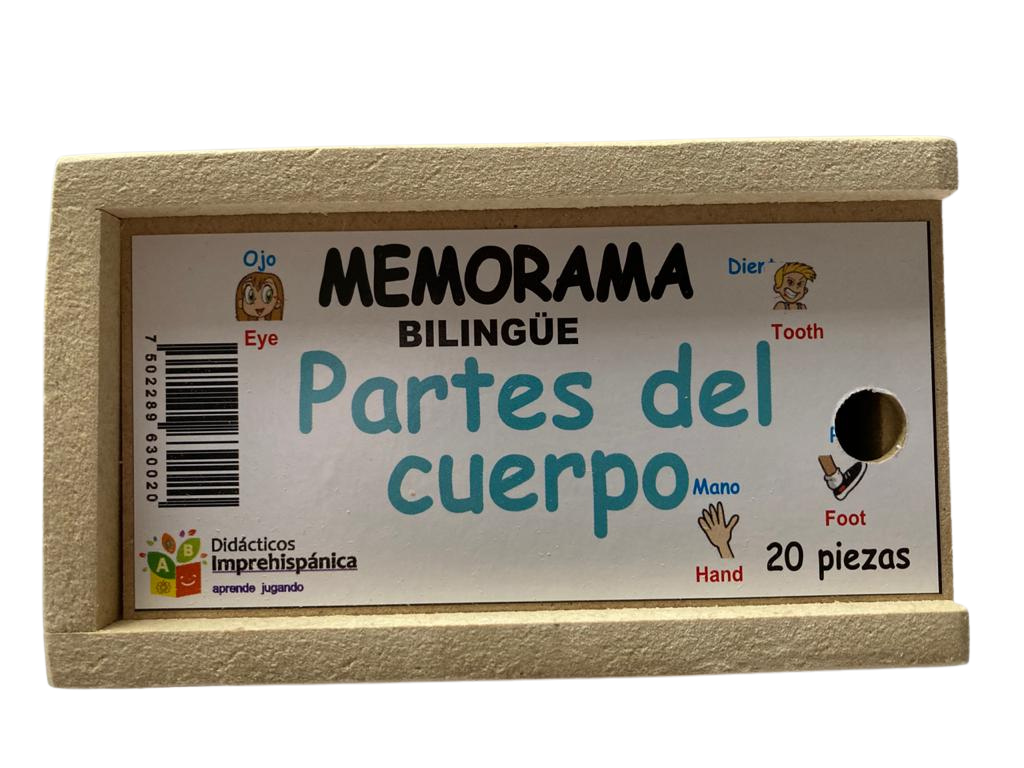 Ojo
Eye
MEMORAMA
BILINGÜE
Partes del
cuerpo
Tooth
Mano
Hand
Foot
20 piezas
7 502289 630020
A B
Didácticos
Imprehispánica
aprende jugando